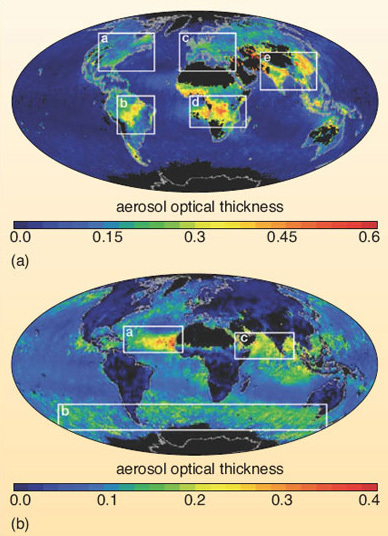 a
c
e
b
d
aerosol optical thickness
0.0 0.15 0.3 0.45 0.6
(a)
a
c
b
aerosol optical thickness
0.0 0.1 0.2 0.3 0.4
(b)